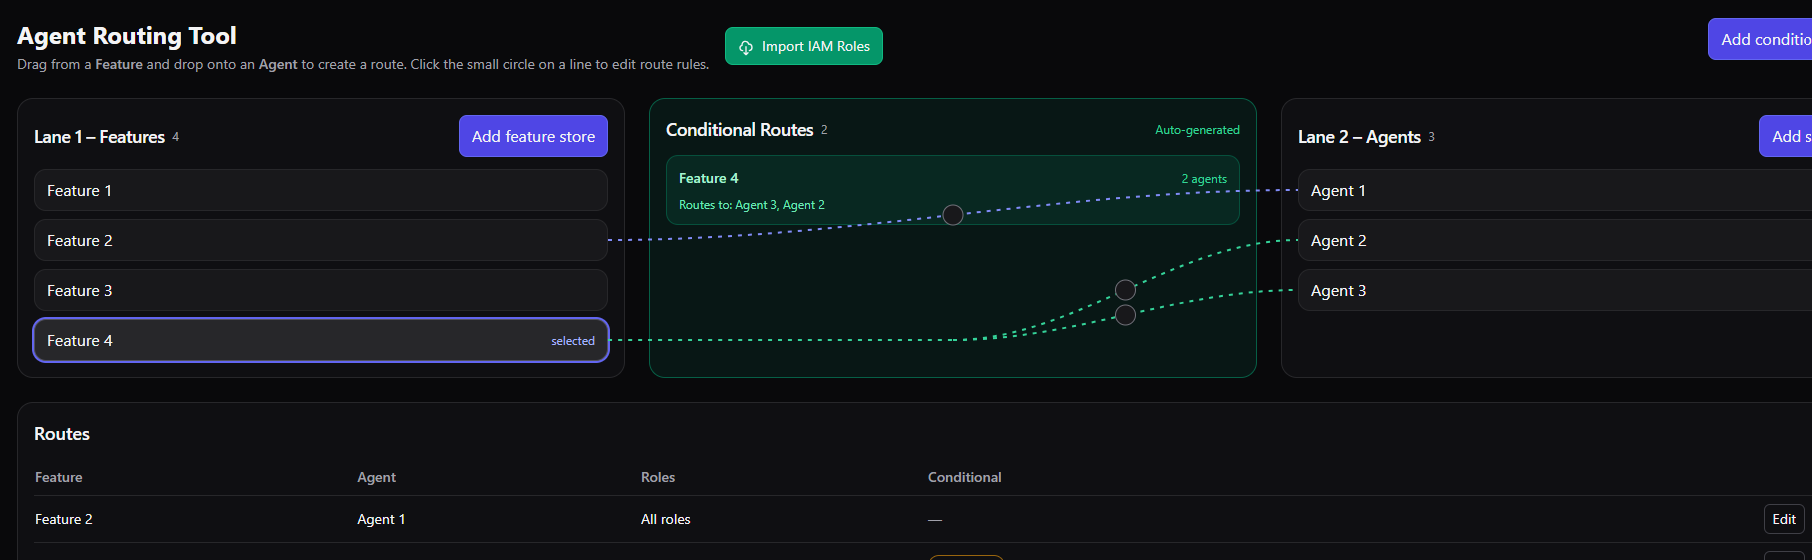 Agent Routing Tool
Drag from a Feature and drop onto an Agent to create a route. Click the small circle on a line to edit route rules.
Import IAM Roles
Add conditio
Lane 1 – Features 4
Add feature store
Feature 1
Feature 2
Feature 3
Feature 4 selected
Conditional Routes 2
Auto-generated
Feature 4
2 agents
Routes to: Agent 3, Agent 2
Lane 2 – Agents 3
Add s
Agent 1
Agent 2
Agent 3
Routes
Feature Agent Roles Conditional
Feature 2 Agent 1 All roles — Edit